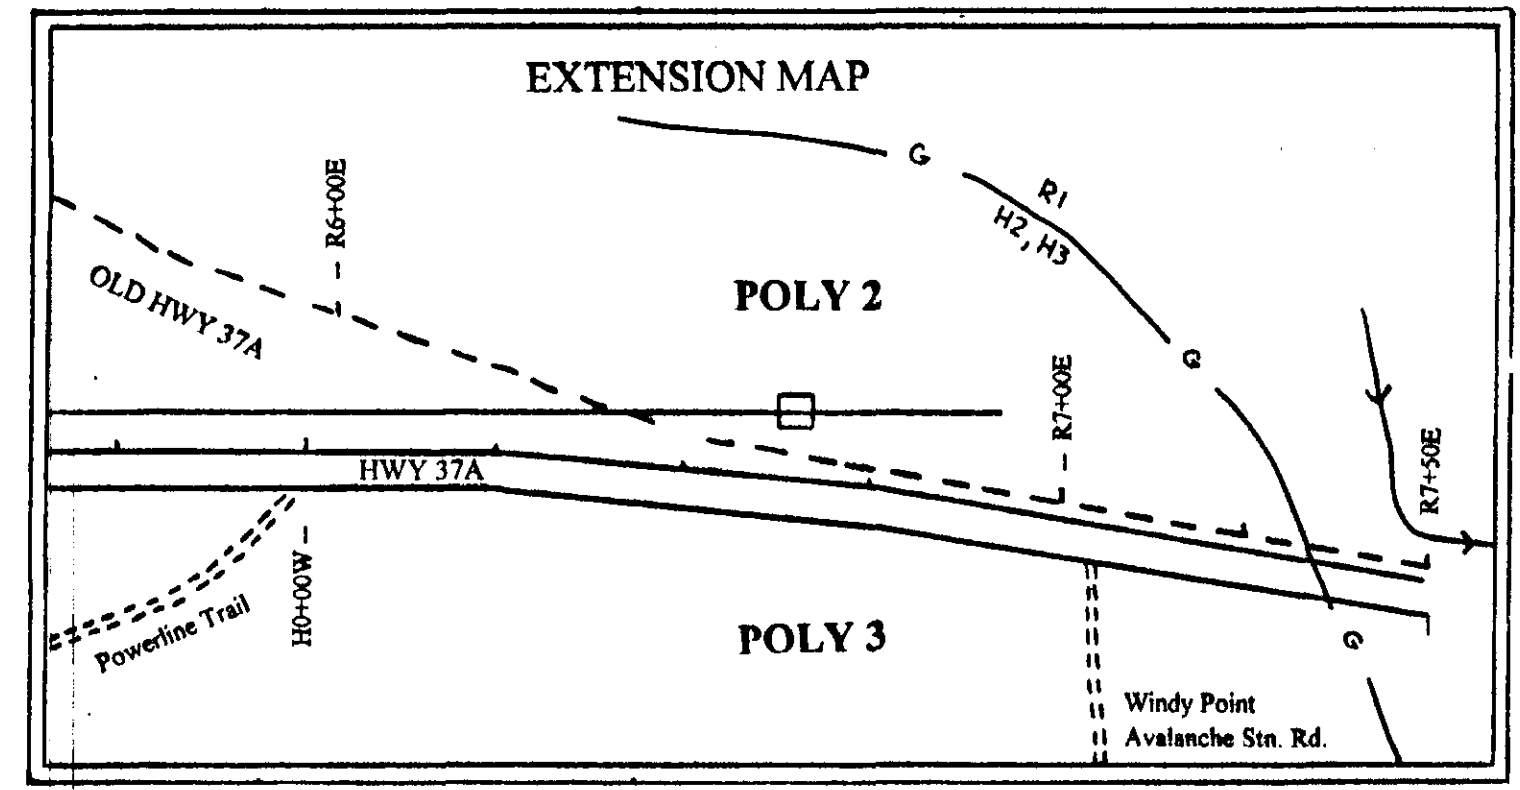 EXTENSION MAP
G
R1
H2, H3
R6+00E
OLD HWY 37A
POLY 2
G
R7+00E
R7+50E
HWY 37A
H0+00W
Powerline Trail
POLY 3
G
Windy Point
Avalanche Stn. Rd.